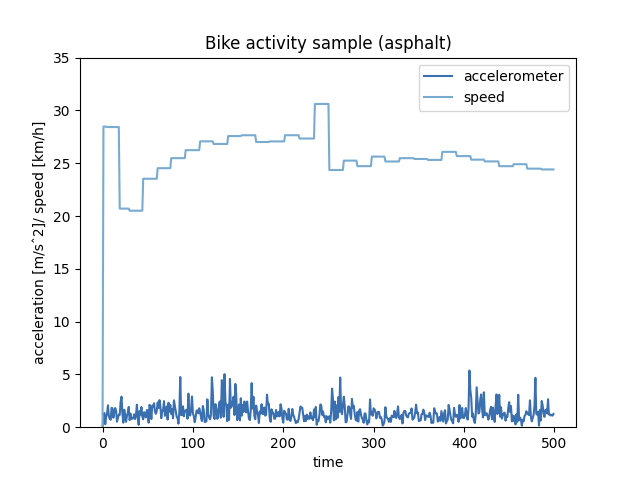 Bike activity sample (asphalt)
acceleration [m/sˆ2]/ speed [km/h]
35
30
25
20
15
10
5
0
accelerometer
speed
0 100 200 300 400 500
time